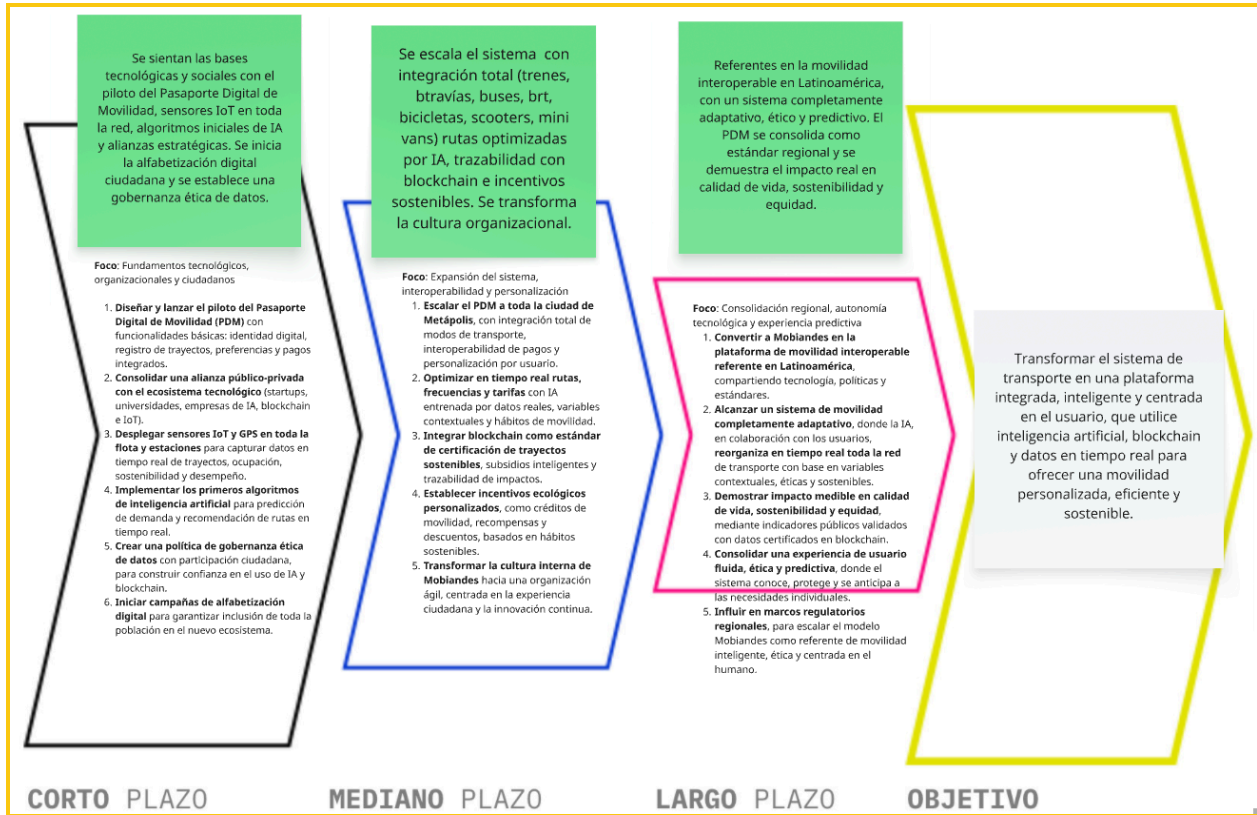 Se sientan las bases
tecnológicas y sociales con el
piloto del Pasaporte Digital de
Movilidad, sensores IoT en toda
la red, algoritmos iniciales de IA
y alianzas estratégicas. Se inicia
la alfabetización digital
ciudadana y se establece una
gobernanza ética de datos.
Foco: Fundamentos tecnológicos,
organizacionales y ciudadanos
1. Diseñar y lanzar el piloto del Pasaporte
Digital de Movilidad (PDM) con
funcionalidades básicas: identidad digital,
registro de trayectos, preferencias y pagos
integrados.
2. Consolidar una alianza público-privada
con el ecosistema tecnológico (startups,
universidades, empresas de IA, blockchain
e IoT).
3. Desplegar sensores IoT y GPS en toda la
flota y estaciones para capturar datos en
tiempo real de trayectos, ocupación,
sostenibilidad y desempeño.
4. Implementar los primeros algoritmos
de inteligencia artificial para predicción
de demanda y recomendación de rutas en
tiempo real.
5. Crear una política de gobernanza ética
de datos con participación ciudadana,
para construir confianza en el uso de IA y
blockchain.
6. Iniciar campañas de alfabetización
digital para garantizar inclusión de toda la
población en el nuevo ecosistema.
CORTO PLAZO
Se escala el sistema con
integración total (trenes,
btravías, buses, brt,
bicicletas, scooters, mini
vans) rutas optimizadas
por IA, trazabilidad con
blockchain e incentivos
sostenibles. Se transforma
la cultura organizacional.
Foco: Expansión del sistema,
interoperabilidad y personalización
1. Escalar el PDM a toda la ciudad de
Metápolis, con integración total de
modos de transporte,
interoperabilidad de pagos y
personalización por usuario.
2. Optimizar en tiempo real rutas,
frecuencias y tarifas con IA
entrenada por datos reales, variables
contextuales y hábitos de movilidad.
3. Integrar blockchain como estándar
de certificación de trayectos
sostenibles, subsidios inteligentes y
trazabilidad de impactos.
4. Establecer incentivos ecológicos
personalizados, como créditos de
movilidad, recompensas y
descuentos, basados en hábitos
sostenibles.
5. Transformar la cultura interna de
Mobiandes hacia una organización
ágil, centrada en la experiencia
ciudadana y la innovación continua.
MEDIANO PLAZO
Referentes en la movilidad
interoperable en Latinoamérica,
con un sistema completamente
adaptativo, ético y predictivo. El
PDM se consolida como
estándar regional y se
demuestra el impacto real en
calidad de vida, sostenibilidad y
equidad.
Foco: Consolidación regional, autonomía
tecnológica y experiencia predictiva
1. Convertir a Mobiandes en la
plataforma de movilidad interoperable
referente en Latinoamérica,
compartiendo tecnología, políticas y
estándares.
2. Alcanzar un sistema de movilidad
completamente adaptativo, donde la IA,
en colaboración con los usuarios,
reorganiza en tiempo real toda la red
de transporte con base en variables
contextuales, éticas y sostenibles.
3. Demostrar impacto medible en calidad
de vida, sostenibilidad y equidad,
mediante indicadores públicos validados
con datos certificados en blockchain.
4. Consolidar una experiencia de usuario
fluida, ética y predictiva, donde el
sistema conoce, protege y se anticipa a
las necesidades individuales.
5. Influir en marcos regulatorios
regionales, para escalar el modelo
Mobiandes como referente de movilidad
inteligente, ética y centrada en el
humano.
LARGO PLAZO
Transformar el sistema de
transporte en una plataforma
integrada, inteligente y centrada
en el usuario, que utilice
inteligencia artificial, blockchain
y datos en tiempo real para
ofrecer una movilidad
personalizada, eficiente y
sostenible.
OBJETIVO